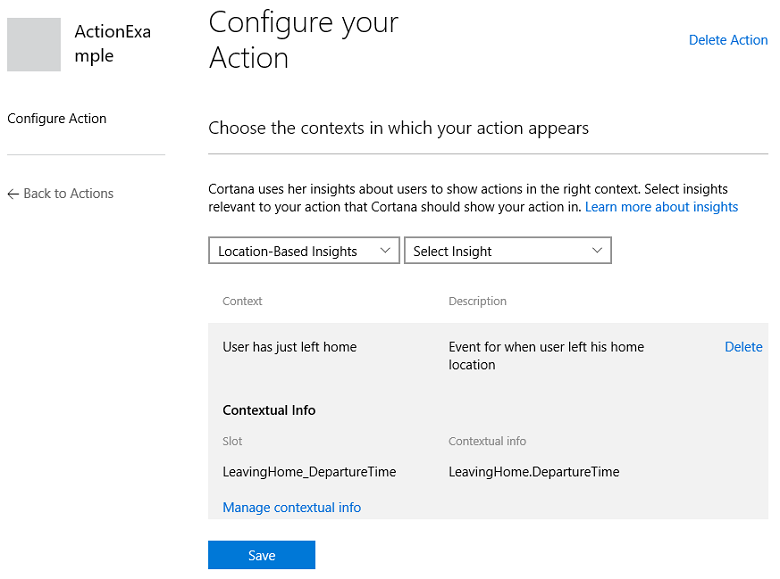 ActionExa
mple
Configure your
Action
Delete Action
Configure Action
Choose the contexts in which your action appears
← Back to Actions
Cortana uses her insights about users to show actions in the right context. Select insights
relevant to your action that Cortana should show your action in. Learn more about insights
Location-Based Insights
Select Insight
Context
Description
User has just left home
Event for when user left his home
location
Delete
Contextual Info
Slot
Contextual info
LeavingHome_DepartureTime
LeavingHome.DepartureTime
Manage contextual info
Save